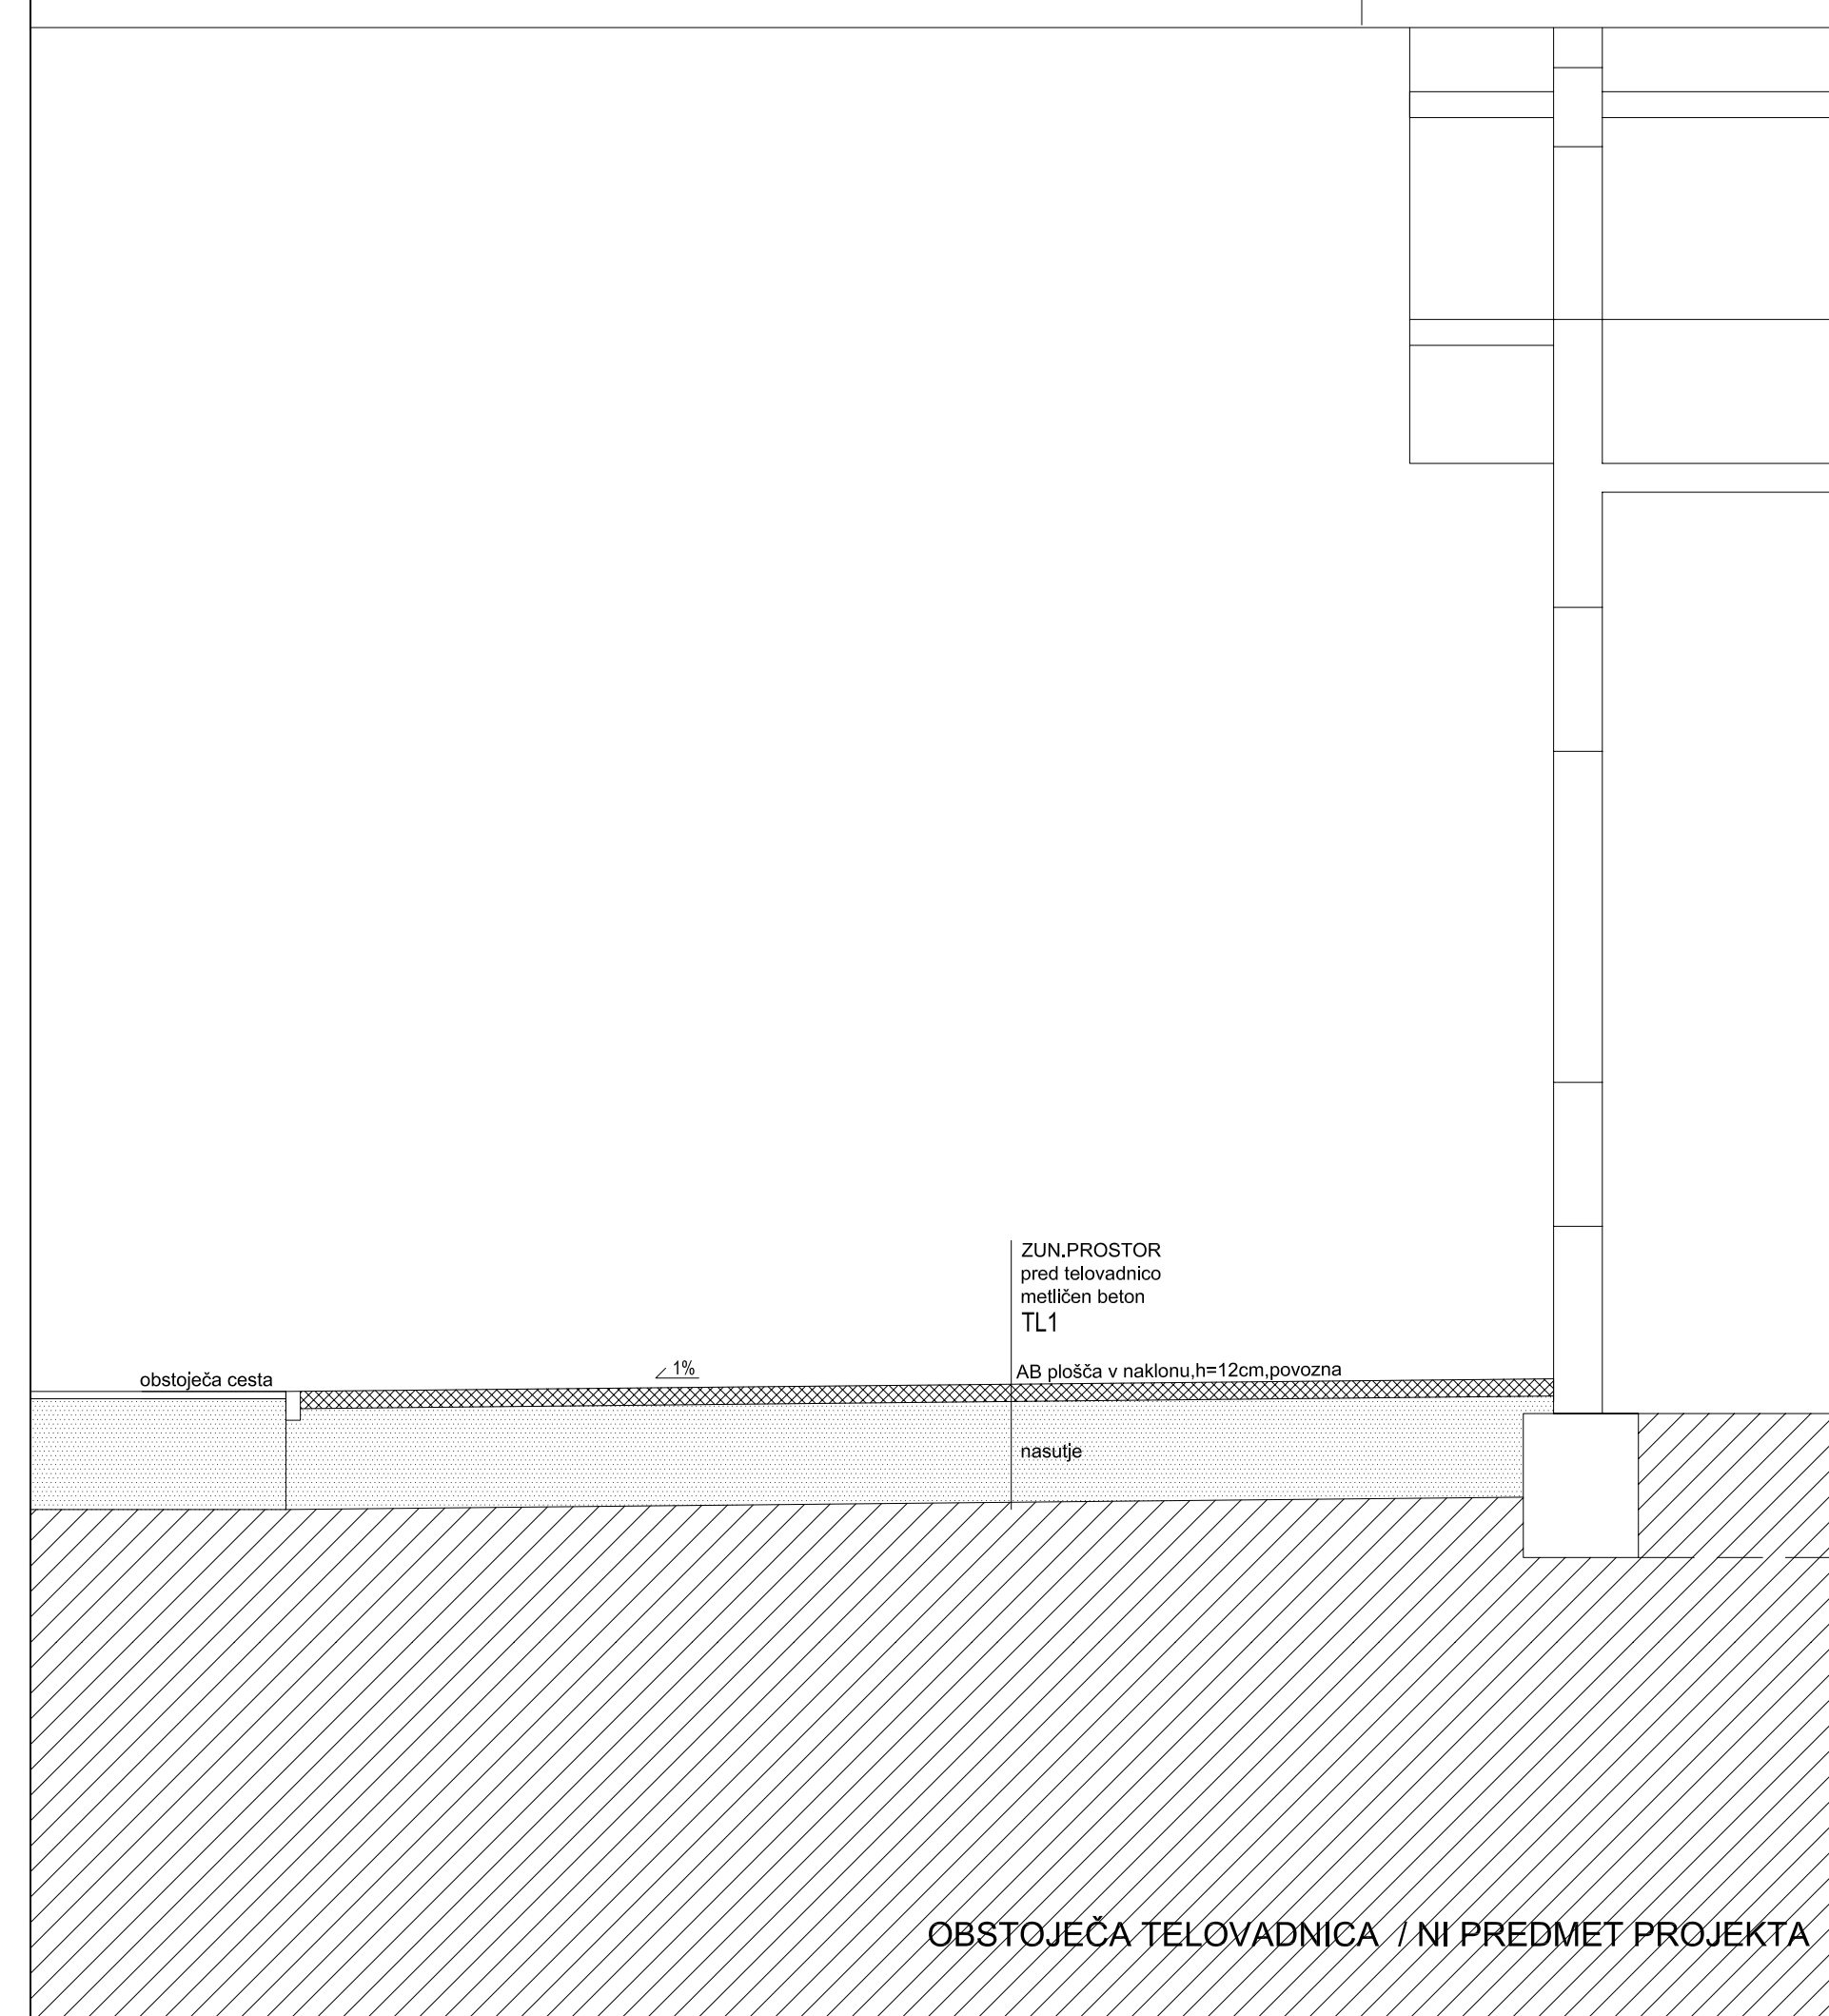 ZUN.PROSTOR
pred telovadnico
metličen beton
TL1
AB plošča v naklonu,h=12cm,povozna
1%
obstoječa cesta
nasutje
OBSTOJEČA TELOVADNICA / NI PREDMET PROJEKTA